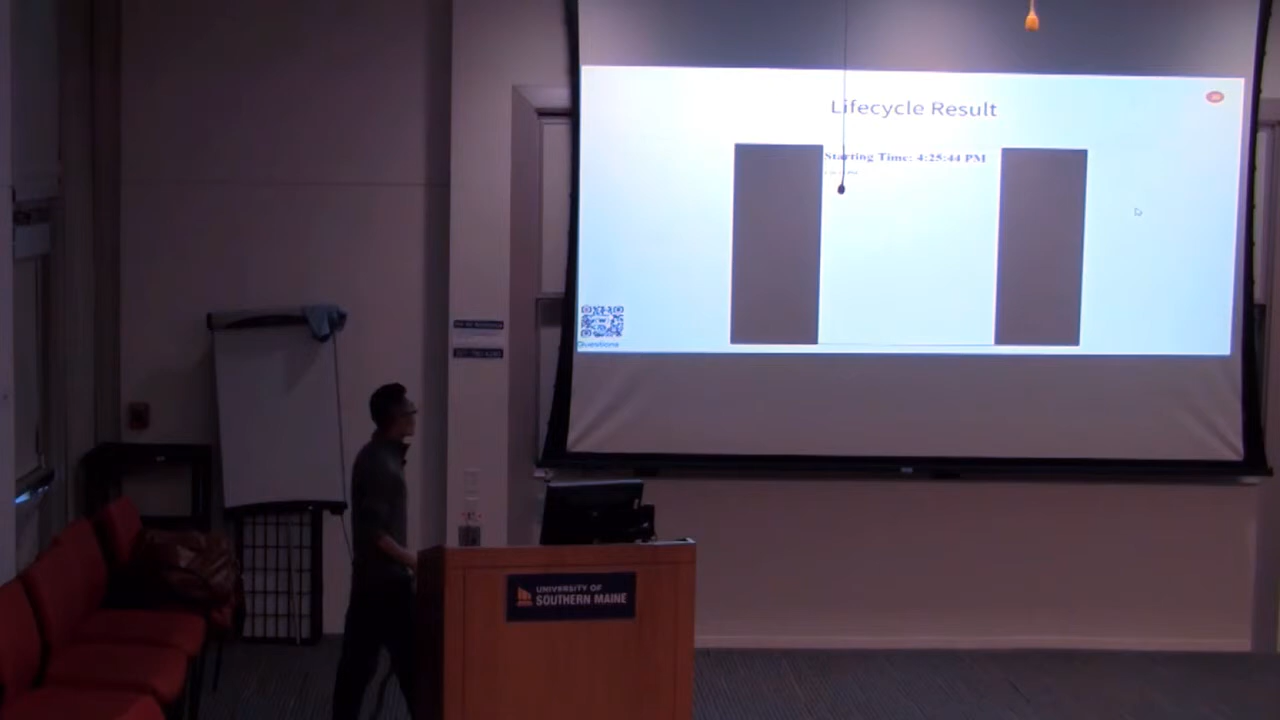 Lifecycle Result
Starting Time: 4:25:44 PM
Questions
UNIVERSITY OF
SOUTHERN MAINE